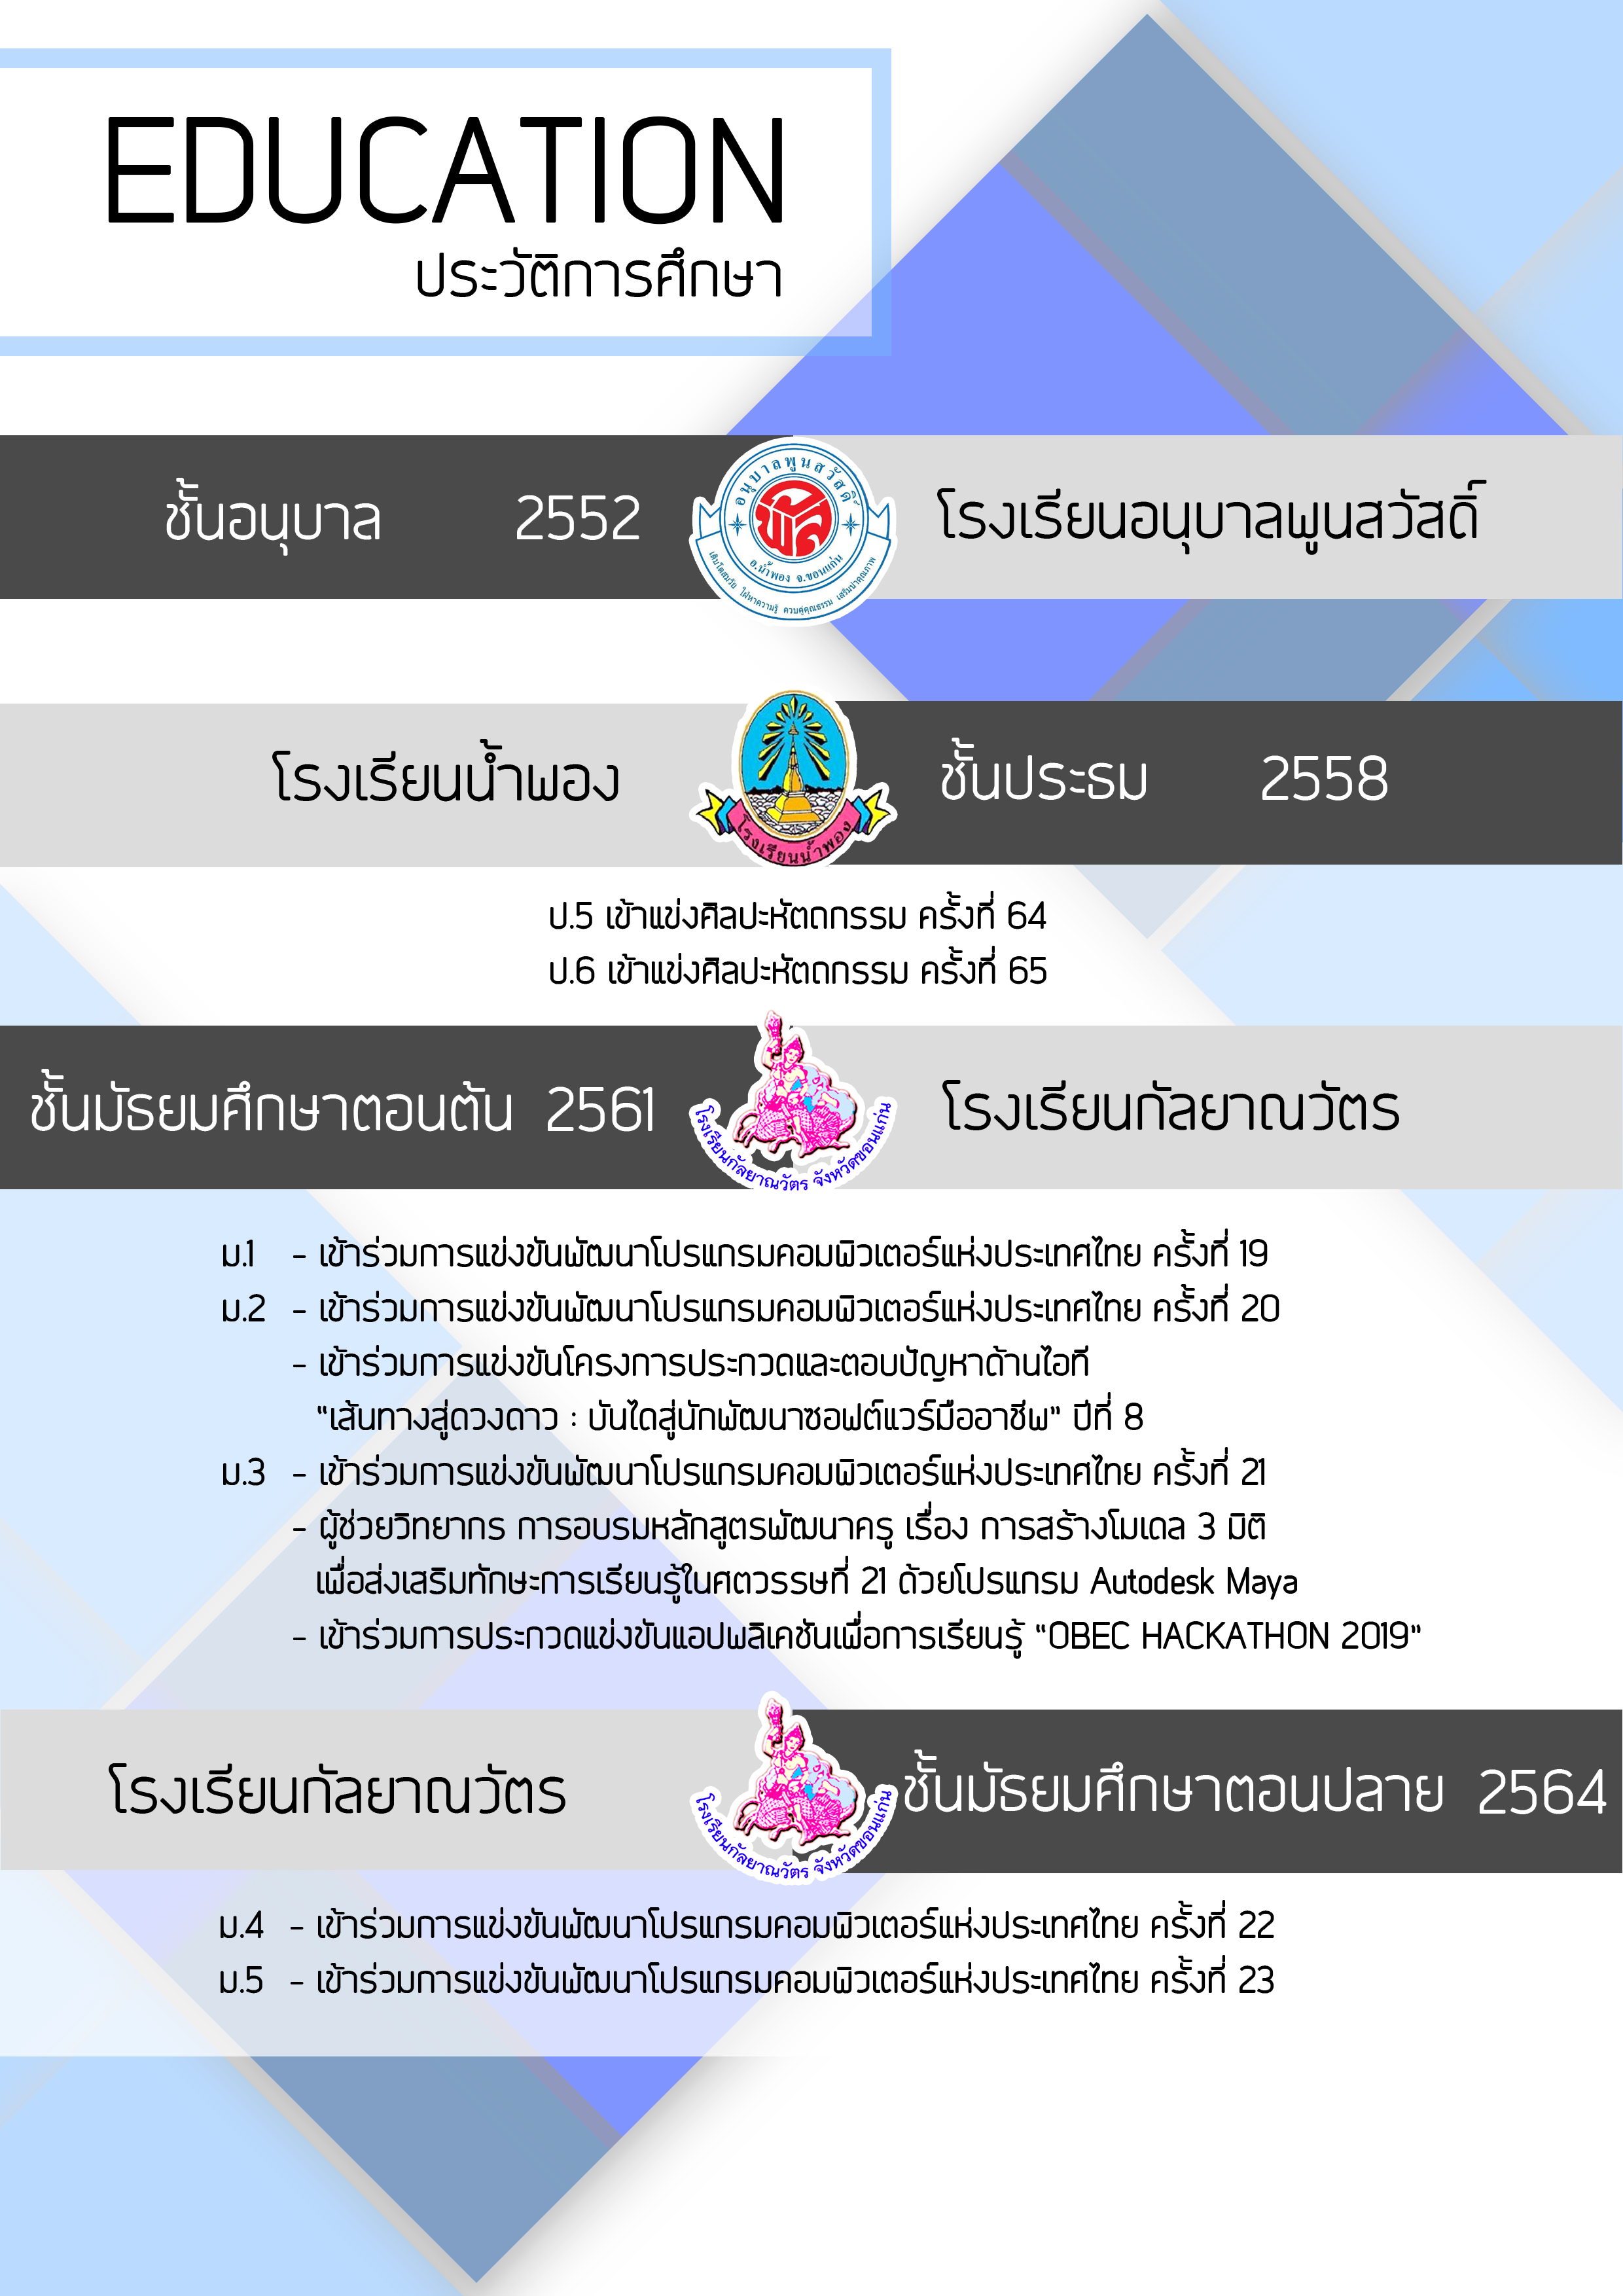 EDUCATION
ประวัติการศึกษา
ชั้นอนุบาล 2552
อนุบาลพูนสวัสดิ์
พูล
อ.น้ำพอง จ.ขอนแก่น
เติบโตสมวัย ใฝ่หาความรู้ ควบคู่คุณธรรม เสริมนำคุณภาพ
โรงเรียนอนุบาลพูนสวัสดิ์
โรงเรียนน้ำพอง
โรงเรียนน้ำพอง
ชั้นประธม 2558
ป.5 เข้าแข่งศิลปะหัตถกรรม ครั้งที่ 64
ป.6 เข้าแข่งศิลปะหัตถกรรม ครั้งที่ 65
ชั้นมัธยมศึกษาตอนต้น 2561
โรงเรียนกัลยาณวัตร จังหวัดขอนแก่น
โรงเรียนกัลยาณวัตร
ม.1 - เข้าร่วมการแข่งขันพัฒนาโปรแกรมคอมพิวเตอร์แห่งประเทศไทย ครั้งที่ 19
ม.2 - เข้าร่วมการแข่งขันพัฒนาโปรแกรมคอมพิวเตอร์แห่งประเทศไทย ครั้งที่ 20
- เข้าร่วมการแข่งขันโครงการประกวดและตอบปัญหาด้านไอที
“เส้นทางสู่ดวงดาว : บันไดสู่นักพัฒนาซอฟต์แวร์มืออาชีพ” ปีที่ 8
ม.3 - เข้าร่วมการแข่งขันพัฒนาโปรแกรมคอมพิวเตอร์แห่งประเทศไทย ครั้งที่ 21
- ผู้ช่วยวิทยากร การอบรมหลักสูตรพัฒนาครู เรื่อง การสร้างโมเดล 3 มิติ
เพื่อส่งเสริมทักษะการเรียนรู้ในศตวรรษที่ 21 ด้วยโปรแกรม Autodesk Maya
- เข้าร่วมการประกวดแข่งขันแอปพลิเคชันเพื่อการเรียนรู้ “OBEC HACKATHON 2019”
โรงเรียนกัลยาณวัตร
โรงเรียนกัลยาณวัตร จังหวัดขอนแก่น
ชั้นมัธยมศึกษาตอนปลาย 2564
ม.4 - เข้าร่วมการแข่งขันพัฒนาโปรแกรมคอมพิวเตอร์แห่งประเทศไทย ครั้งที่ 22
ม.5 - เข้าร่วมการแข่งขันพัฒนาโปรแกรมคอมพิวเตอร์แห่งประเทศไทย ครั้งที่ 23